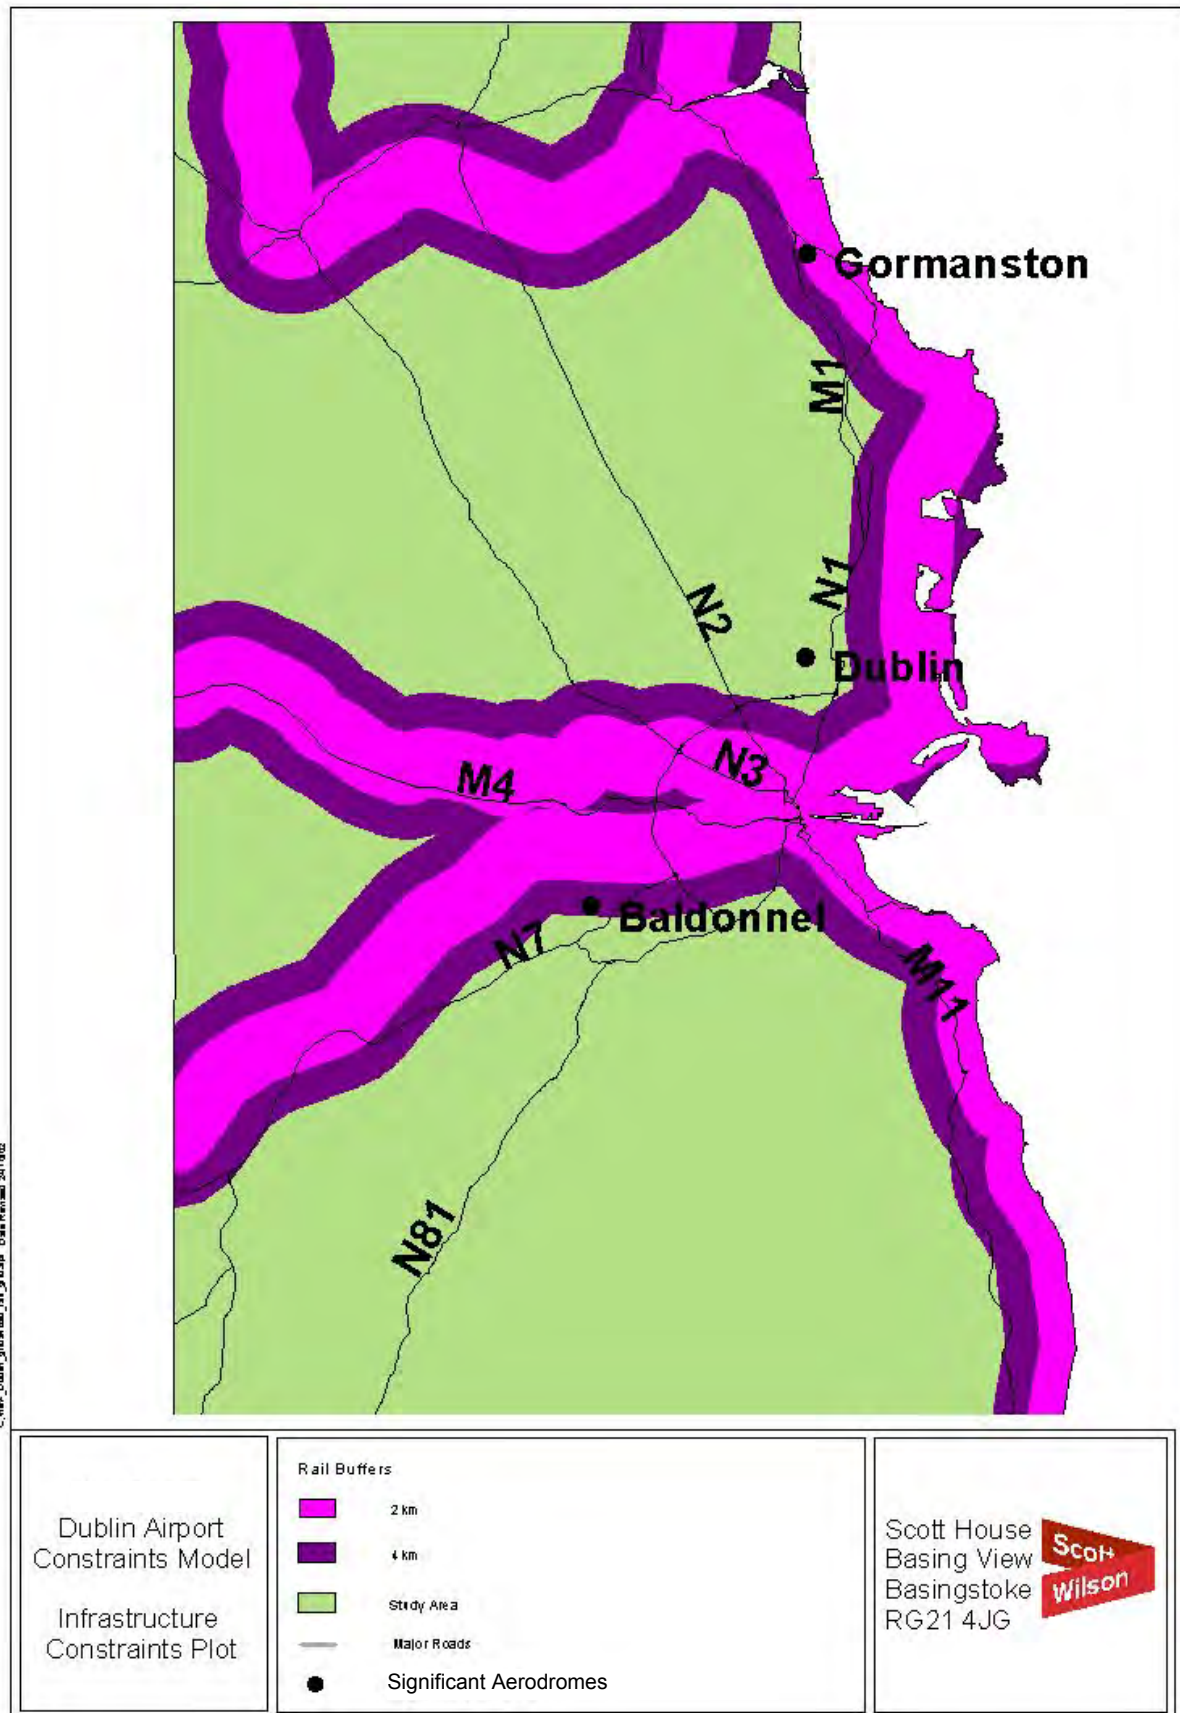 Gormanston
M1
N1
N2
Dublin
N3
M4
Baldonnel
N7
M11
N81
Dublin Airport
Constraints Model
Infrastructure
Constraints Plot
Rail Buffers
2 km
4 km
Study Area
Major Roads
Significant Aerodromes
Scott House
Basing View
Basingstoke
RG21 4JG
Scott
Wilson